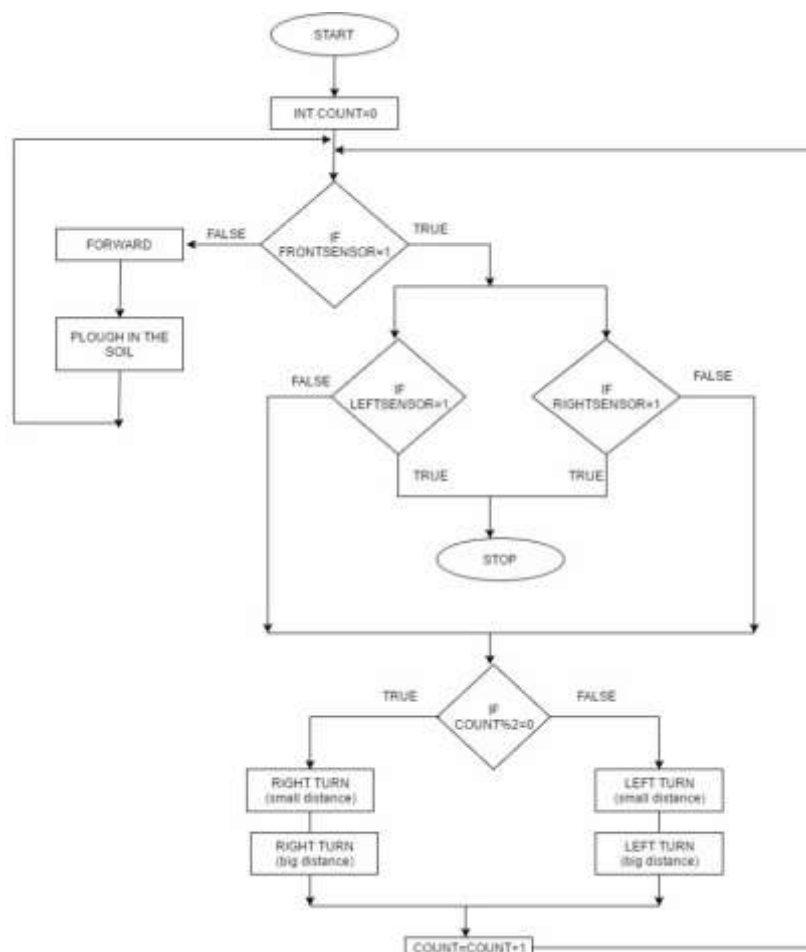 START
INT COUNT=0
FALSE
TRUE
IF
FRONTSENSOR=1
FORWARD
PLOUGH IN THE
SOIL
FALSE
IF
LEFTSENSOR=1
IF
RIGHTSENSOR=1
FALSE
TRUE
TRUE
STOP
TRUE
IF
COUNT%2=0
FALSE
RIGHT TURN
(small distance)
LEFT TURN
(small distance)
RIGHT TURN
(big distance)
LEFT TURN
(big distance)
COUNT=COUNT+1